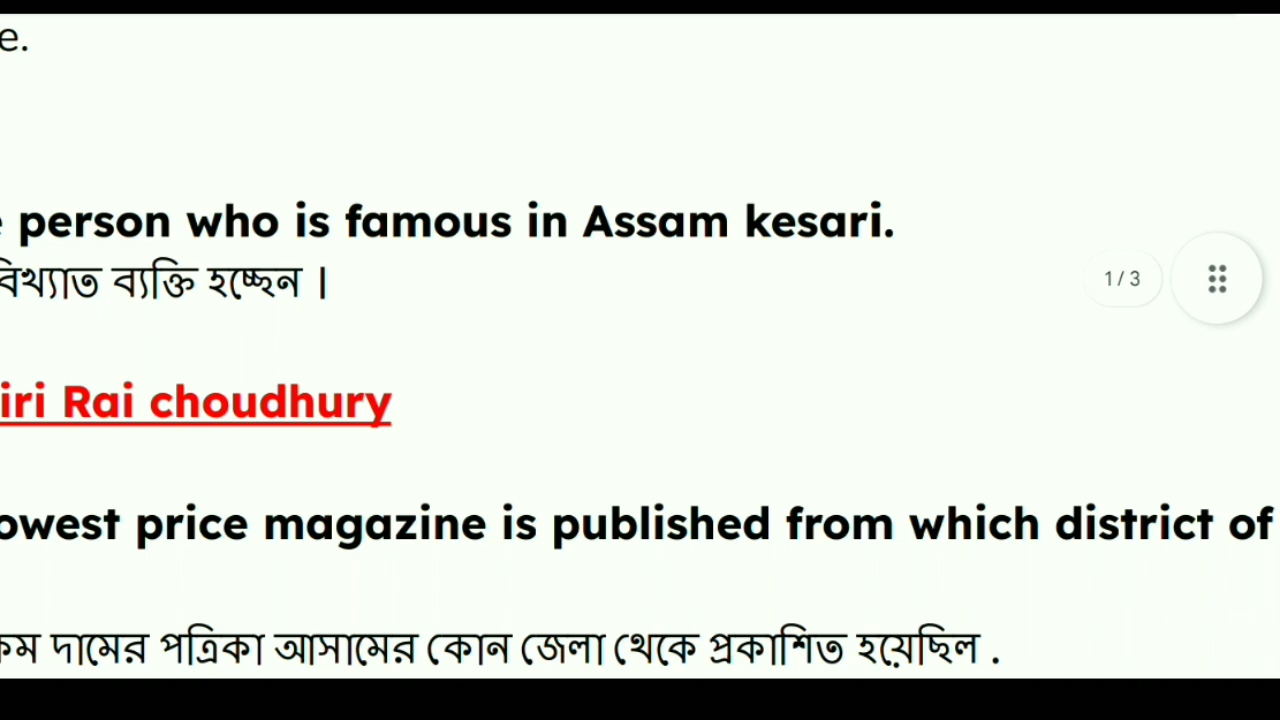 e.
person who is famous in Assam kesari.
বিখ্যাত ব্যক্তি হচ্ছেন ।
1 / 3
iri Rai choudhury
owest price magazine is published from which district of
কম দামের পত্রিকা আসামের কোন জেলা থেকে প্রকাশিত হয়েছিল .